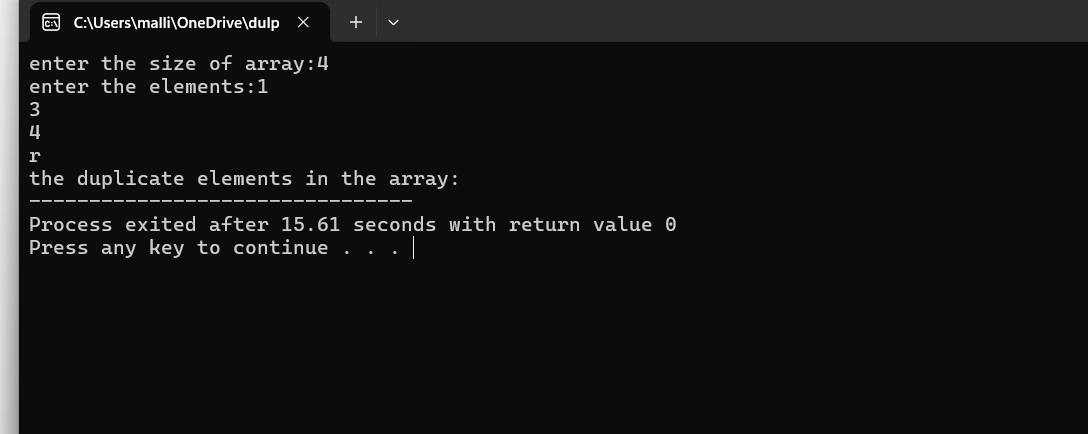 C:\Users\malli\OneDrive\dulp
enter the size of array:4
enter the elements:1
3
4
r
the duplicate elements in the array:
--------------------------------
Process exited after 15.61 seconds with return value 0
Press any key to continue . . .